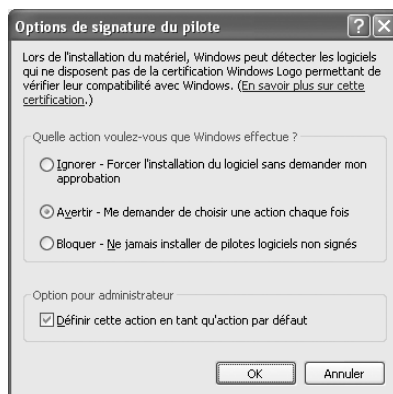 Options de signature du pilote
Lors de l'installation du matériel, Windows peut détecter les logiciels
qui ne disposent pas de la certification Windows Logo permettant de
vérifier leur compatibilité avec Windows. (En savoir plus sur cette
certification.)
Quelle action voulez-vous que Windows effectue ?
Ignorer - Forcer l'installation du logiciel sans demander mon
approbation
Avertir - Me demander de choisir une action chaque fois
Bloquer - Ne jamais installer de pilotes logiciels non signés
Option pour administrateur
Définir cette action en tant qu'action par défaut
OK
Annuler